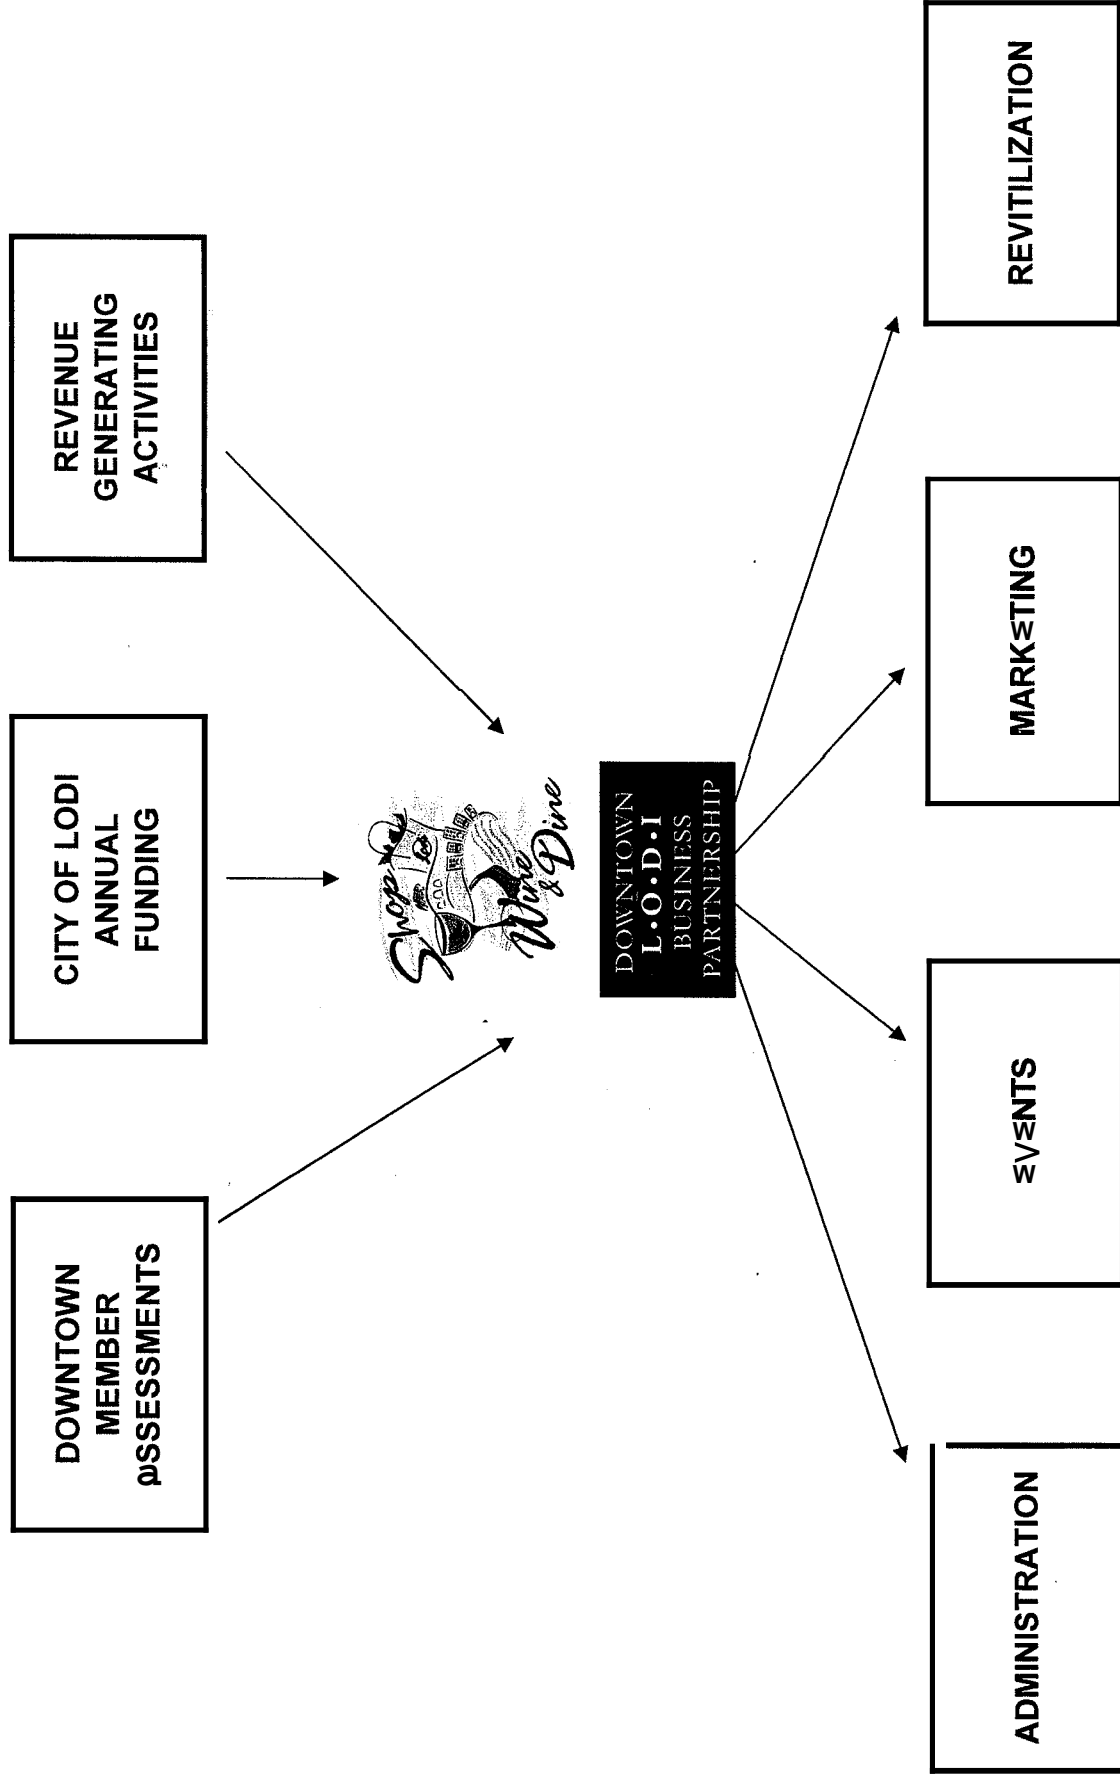 DOWNTOWN
MEMBER
ASSESSMENTS
CITY OF LODI
ANNUAL
FUNDING
REVENUE
GENERATING
ACTIVITIES
Shop
Wine
& Dine
DOWNTOWN
L.O.D.I
BUSINESS
PARTNERSHIP
ADMINISTRATION
EVENTS
MARKETING
REVITILIZATION